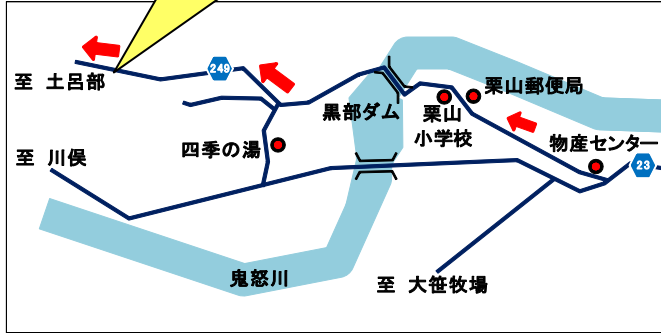 249
至 土呂部
栗山郵便局
黒部ダム
栗山
小学校
物産センター
四季の湯
至 川俣
23
鬼怒川
至 大笹牧場